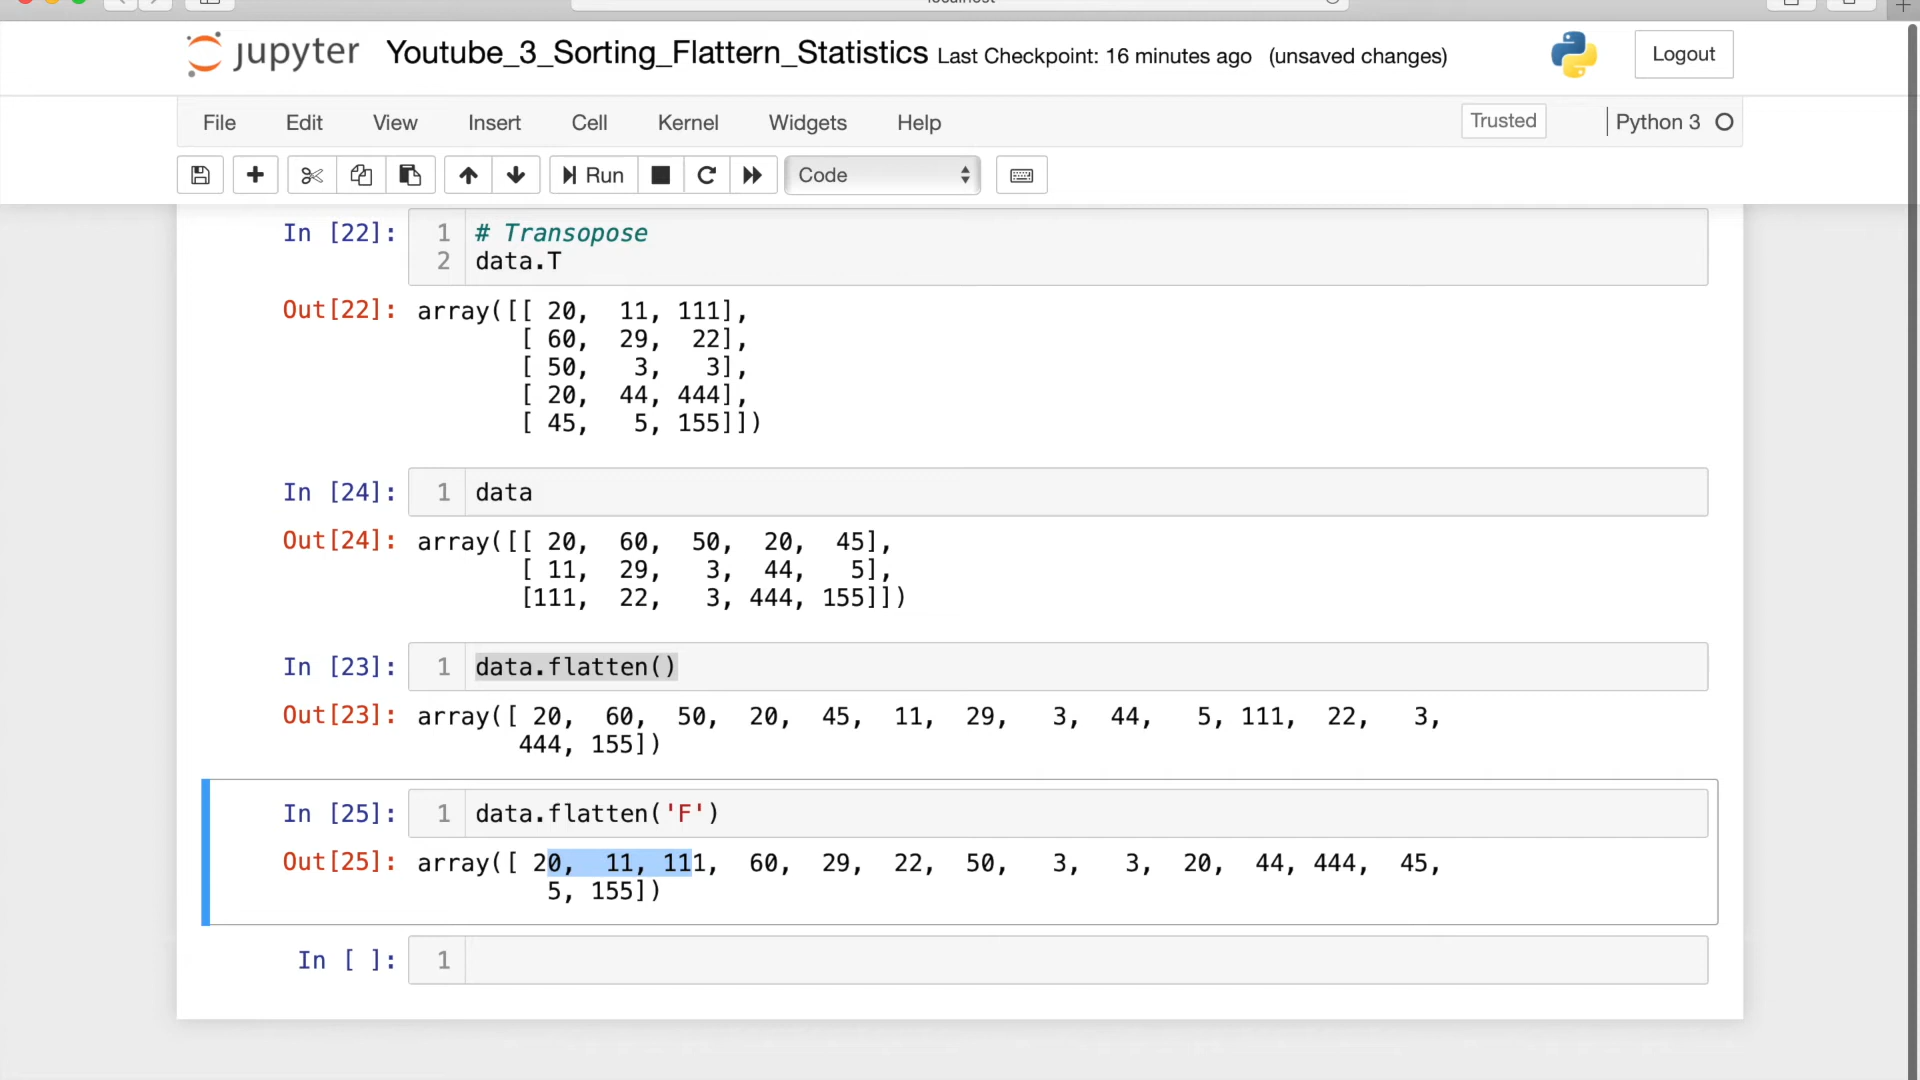 localhost
jupyter Youtube_3_Sorting_Flattern_Statistics Last Checkpoint: 16 minutes ago (unsaved changes) Logout
File Edit View Insert Cell Kernel Widgets Help Trusted Python 3
Run Code
In [22]: 1 # Transopose
2 data.T
Out[22]: array([[ 20, 11, 111],
[ 60, 29, 22],
[ 50, 3, 3],
[ 20, 44, 444],
[ 45, 5, 155]])
In [24]: 1 data
Out[24]: array([[ 20, 60, 50, 20, 45],
[ 11, 29, 3, 44, 5],
[111, 22, 3, 444, 155]])
In [23]: 1 data.flatten()
Out[23]: array([ 20, 60, 50, 20, 45, 11, 29, 3, 44, 5, 111, 22, 3,
444, 155])
In [25]: 1 data.flatten('F')
Out[25]: array([ 20, 11, 111, 60, 29, 22, 50, 3, 3, 20, 44, 444, 45,
5, 155])
In [ ]: 1